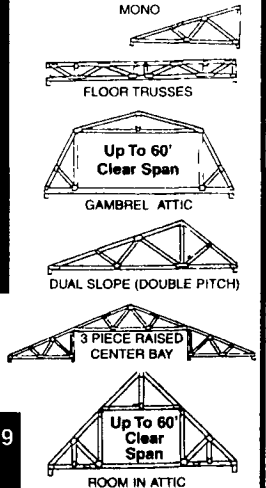 MONO
FLOOR TRUSSES
Up To 60'
Clear Span
GAMBREL ATTIC
DUAL SLOPE (DOUBLE PITCH)
3 PIECE RAISED
CENTER BAY
9
Up To 60'
Clear
Span
ROOM IN ATTIC